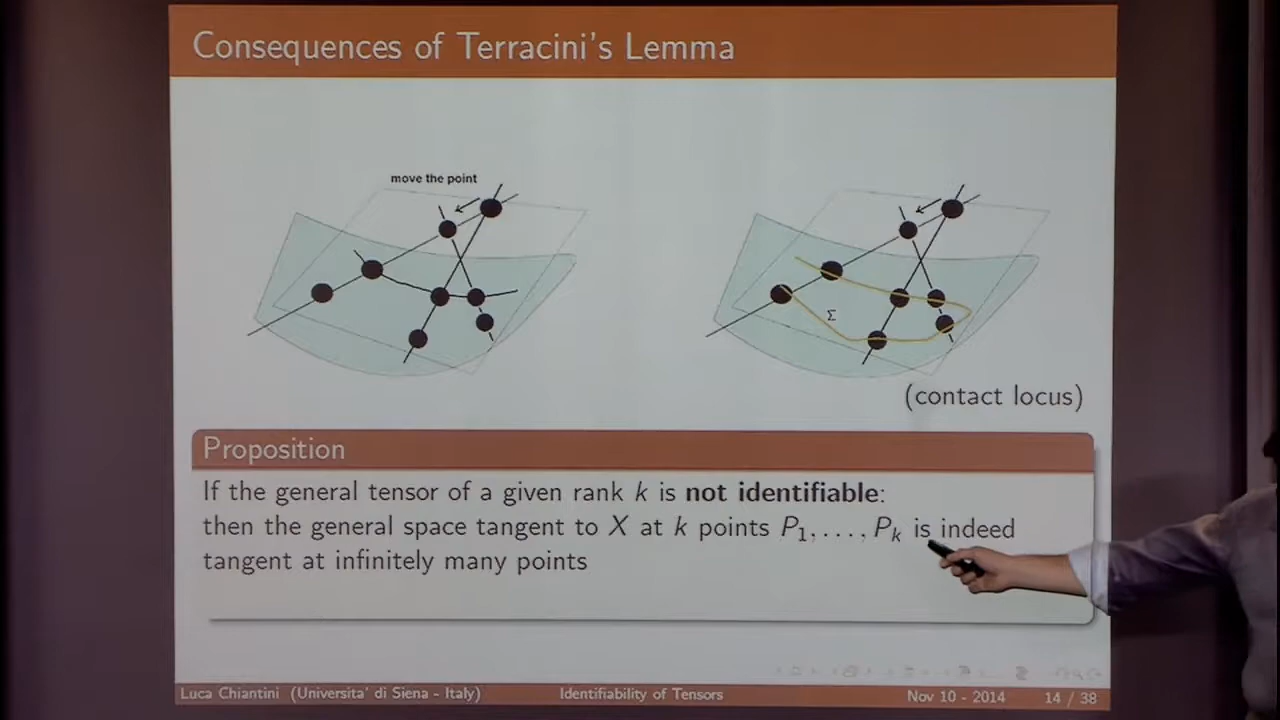 Consequences of Terracini's Lemma
move the point
Σ
(contact locus)
Proposition
If the general tensor of a given rank k is not identifiable:
then the general space tangent to X at k points P₁, . . . , Pₖ is indeed
tangent at infinitely many points
Luca Chiantini (Universita' di Siena - Italy) Identifiability of Tensors Nov 10 - 2014 14 / 38